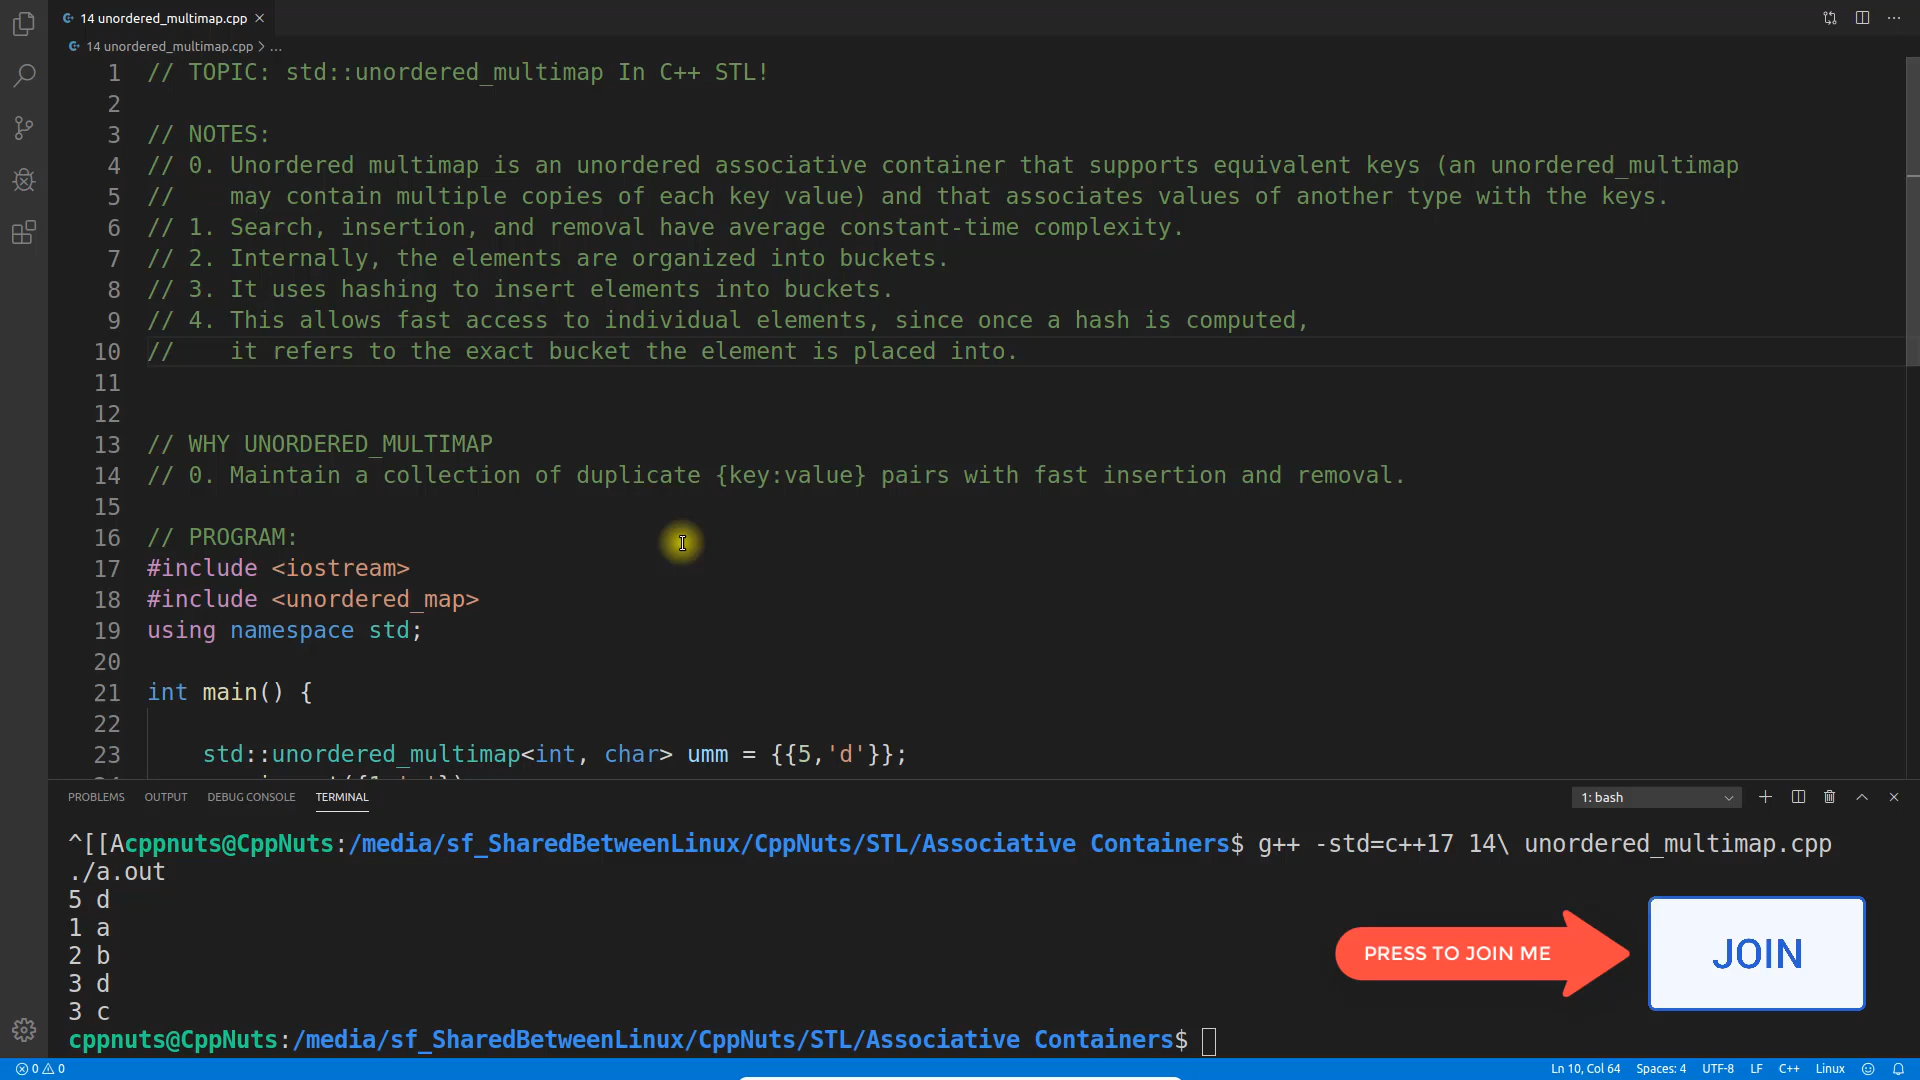 14 unordered_multimap.cpp
14 unordered_multimap.cpp > ...
1 // TOPIC: std::unordered_multimap In C++ STL!
2
3 // NOTES:
4 // 0. Unordered multimap is an unordered associative container that supports equivalent keys (an unordered_multimap
5 //    may contain multiple copies of each key value) and that associates values of another type with the keys.
6 // 1. Search, insertion, and removal have average constant-time complexity.
7 // 2. Internally, the elements are organized into buckets.
8 // 3. It uses hashing to insert elements into buckets.
9 // 4. This allows fast access to individual elements, since once a hash is computed,
10 //    it refers to the exact bucket the element is placed into.
11
12
13 // WHY UNORDERED_MULTIMAP
14 // 0. Maintain a collection of duplicate {key:value} pairs with fast insertion and removal.
15
16 // PROGRAM:
17 #include <iostream>
18 #include <unordered_map>
19 using namespace std;
20
21 int main() {
22
23     std::unordered_multimap<int, char> umm = {{5,'d'}};
PROBLEMS OUTPUT DEBUG CONSOLE TERMINAL 1: bash
^[[Acppnuts@CppNuts:/media/sf_SharedBetweenLinux/CppNuts/STL/Associative Containers$ g++ -std=c++17 14\ unordered_multimap.cpp
./a.out
5 d
1 a
2 b
3 d
3 c
cppnuts@CppNuts:/media/sf_SharedBetweenLinux/CppNuts/STL/Associative Containers$
PRESS TO JOIN ME
JOIN
0 0 Ln 10, Col 64 Spaces: 4 UTF-8 LF C++ Linux